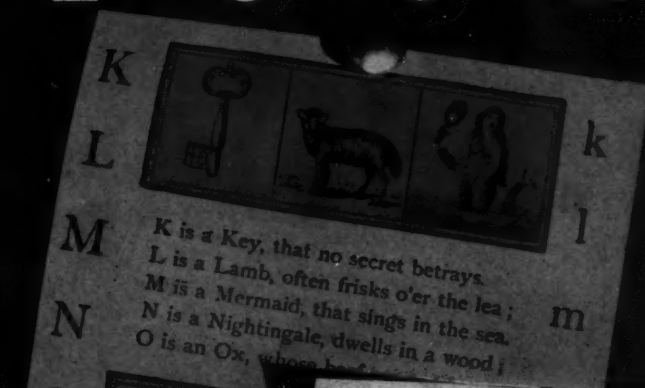 K
L
M
N
k
l
m
K is a Key, that no secret betrays.
L is a Lamb, often frisks o'er the lea;
M is a Mermaid, that sings in the sea.
N is a Nightingale, dwells in a wood;
O is an Ox, whose